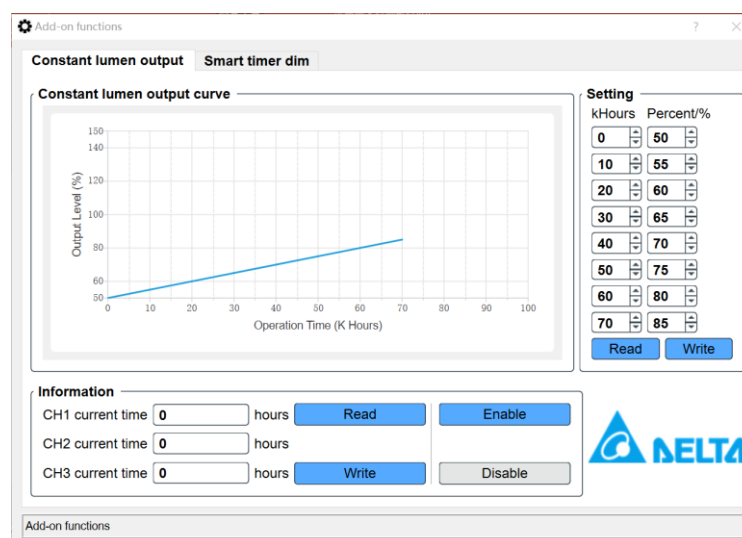 Add-on functions
? ×
Constant lumen output Smart timer dim
Constant lumen output curve
150
140
120
100
80
60
50
Output Level (%)
0 10 20 30 40 50 60 70 80 90 100
Operation Time (K Hours)
Setting
kHours Percent/%
0 50
10 55
20 60
30 65
40 70
50 75
60 80
70 85
Read Write
Information
CH1 current time 0 hours Read Enable
CH2 current time 0 hours
CH3 current time 0 hours Write Disable
DELTA
Add-on functions